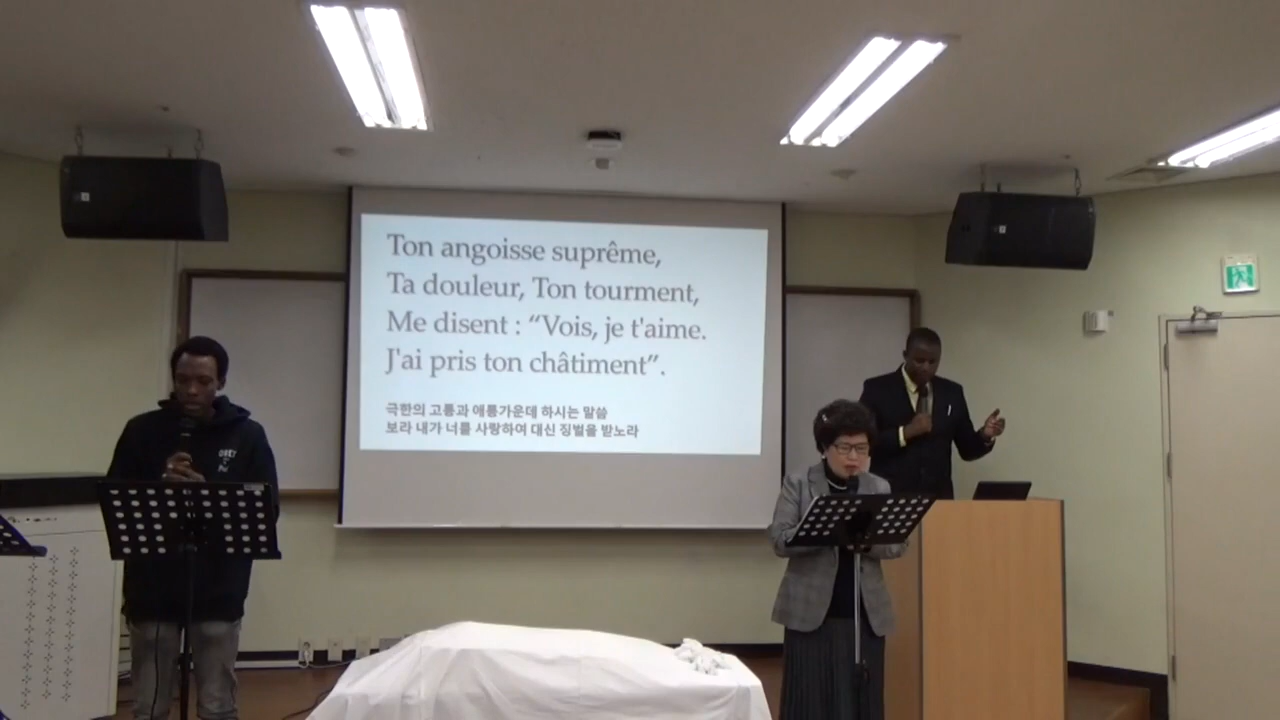 Ton angoisse suprême,
Ta douleur, Ton tourment,
Me disent : “Vois, je t'aime.
J'ai pris ton châtiment”.
극한의 고통과 애통가운데 하시는 말씀
보라 내가 너를 사랑하여 대신 징벌을 받노라
OBEY